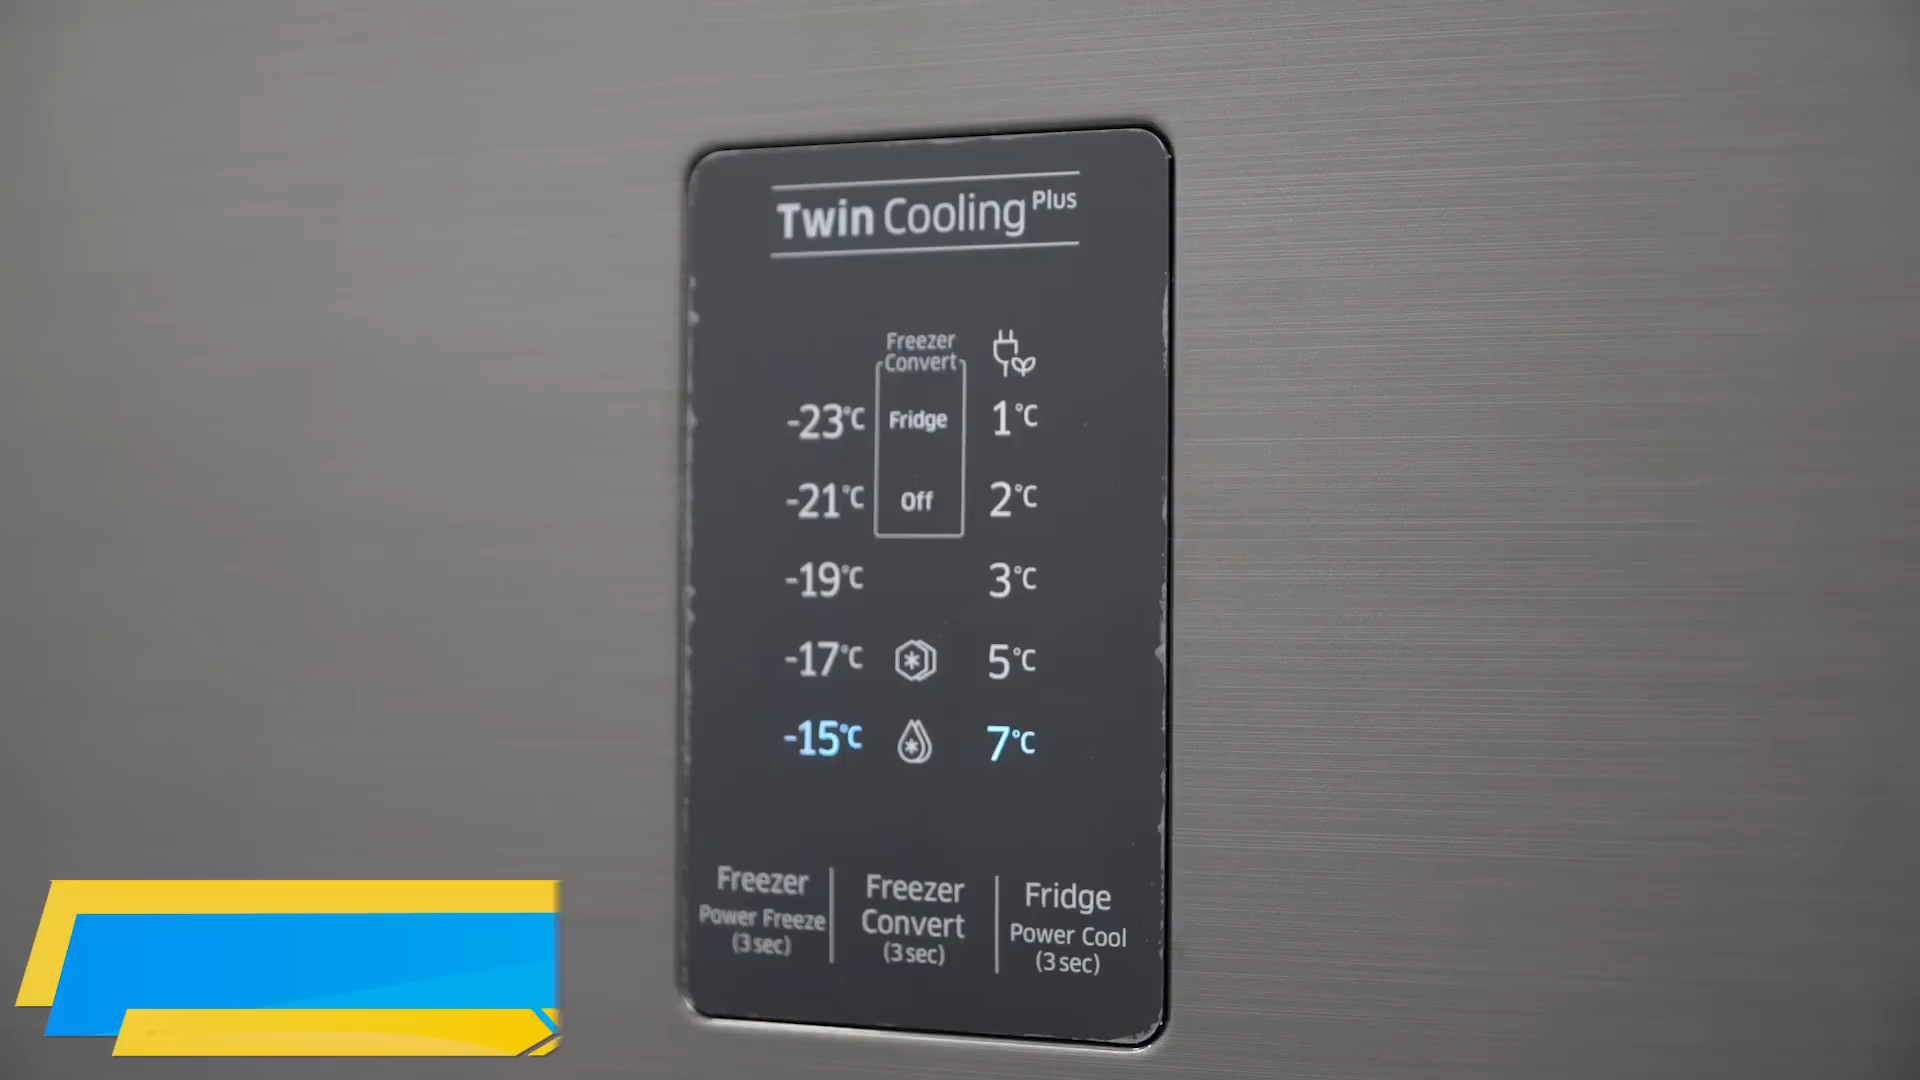 Twin Cooling Plus
Freezer
Convert
-23°C Fridge 1°C
-21°C Off 2°C
-19°C 3°C
-17°C 5°C
-15°C 7°C
Freezer
Power Freeze
(3 sec)
Freezer
Convert
(3 sec)
Fridge
Power Cool
(3 sec)